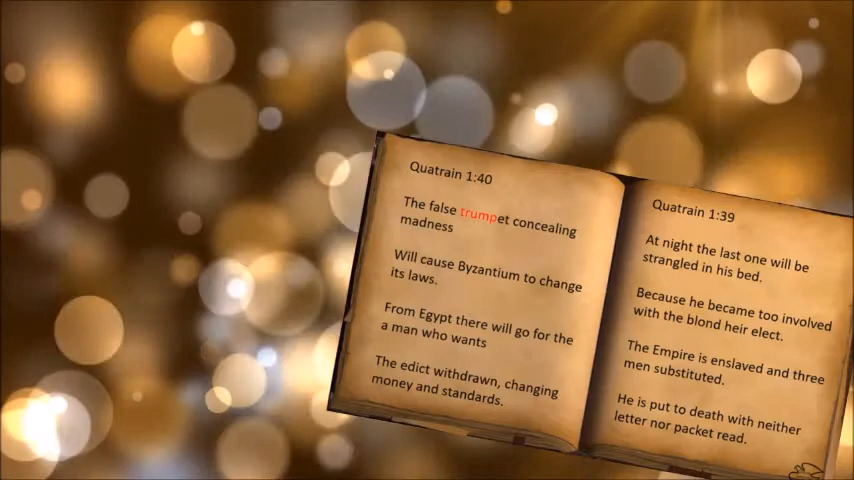 Quatrain 1:40
The false trumpet concealing
madness
Will cause Byzantium to change
its laws.
From Egypt there will go for the
a man who wants
The edict withdrawn, changing
money and standards.
Quatrain 1:39
At night the last one will be
strangled in his bed.
Because he became too involved
with the blond heir elect.
The Empire is enslaved and three
men substituted.
He is put to death with neither
letter nor packet read.